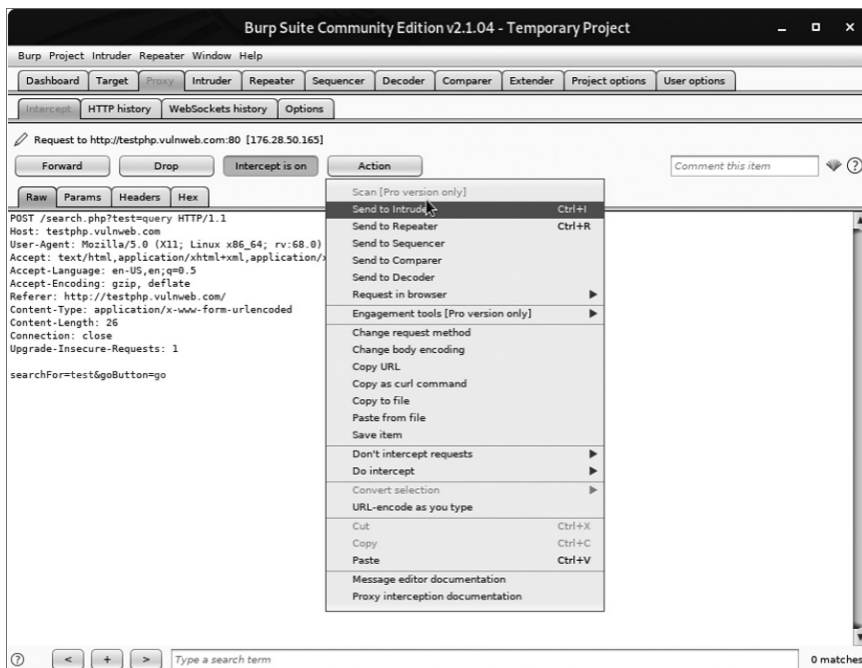 Burp Suite Community Edition v2.1.04 - Temporary Project
Burp Project Intruder Repeater Window Help
Dashboard Target Proxy Intruder Repeater Sequencer Decoder Comparer Extender Project options User options
Intercept HTTP history WebSockets history Options
Request to http://testphp.vulnweb.com:80 [176.28.50.165]
Forward Drop Intercept is on Action Comment this item
Raw Params Headers Hex
POST /search.php?test=query HTTP/1.1
Host: testphp.vulnweb.com
User-Agent: Mozilla/5.0 (X11; Linux x86_64; rv:68.0)
Accept: text/html,application/xhtml+xml,application/
Accept-Language: en-US,en;q=0.5
Accept-Encoding: gzip, deflate
Referer: http://testphp.vulnweb.com/
Content-Type: application/x-www-form-urlencoded
Content-Length: 26
Connection: close
Upgrade-Insecure-Requests: 1
searchFor=test&goButton=go
Scan [Pro version only]
Send to Intruder Ctrl+I
Send to Repeater Ctrl+R
Send to Sequencer
Send to Comparer
Send to Decoder
Request in browser
Engagement tools [Pro version only]
Change request method
Change body encoding
Copy URL
Copy as curl command
Copy to file
Paste from file
Save item
Don't intercept requests
Do intercept
Convert selection
URL-encode as you type
Cut Ctrl+X
Copy Ctrl+C
Paste Ctrl+V
Message editor documentation
Proxy interception documentation
? < + > Type a search term 0 matches